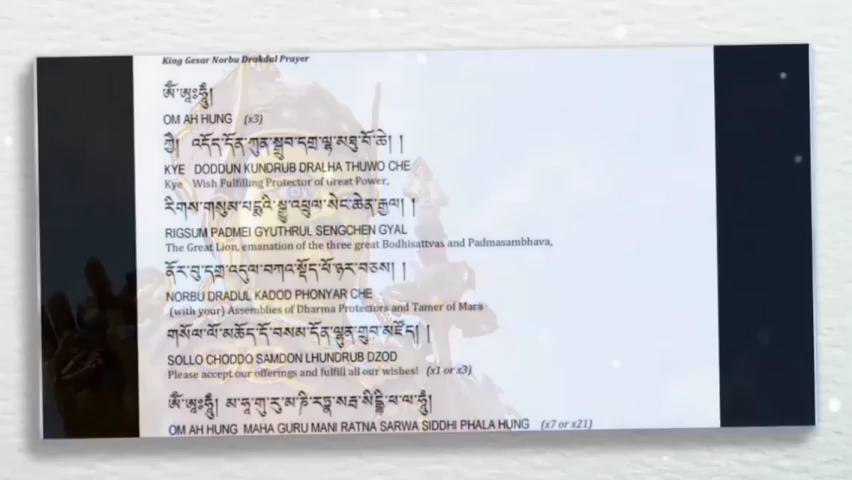 King Gesar Norbu Drakdul Prayer
ༀ་ཨཱཿཧཱུྃ།
OM AH HUNG (x3)
ཀྱེ། འདོད་དོན་ཀུན་སྒྲུབ་དགྲ་ལྷ་མཐུ་བོ་ཆེ། །
KYE DODDUN KUNDRUB DRALHA THUWO CHE
Kye Wish Fulfilling Protector of Great Power,
རིགས་གསུམ་པདྨའི་སྒྱུ་འཕྲུལ་སེང་ཆེན་རྒྱལ། །
RIGSUM PADMEI GYUTHRUL SENGCHEN GYAL
The Great Lion, emanation of the three great Bodhisattvas and Padmasambhava,
ནོར་བུ་དགྲ་འདུལ་བཀའ་སྡོད་ཕོ་ཉར་བཅས། །
NORBU DRADUL KADOD PHONYAR CHE
(with your) Assemblies of Dharma Protectors and Tamer of Mara
གསོལ་ལོ་མཆོད་དོ་བསམ་དོན་ལྷུན་གྲུབ་མཛོད། །
SOLLO CHODDO SAMDON LHUNDRUB DZOD
Please accept our offerings and fulfill all our wishes! (x1 or x3)
ༀ་ཨཱཿཧཱུྃ། མ་ཧཱ་གུ་རུ་མ་ཎི་རཏྣ་སརྦ་སིདྡྷི་ཕ་ལ་ཧཱུྃ།
OM AH HUNG MAHA GURU MANI RATNA SARWA SIDDHI PHALA HUNG (x7 or x21)